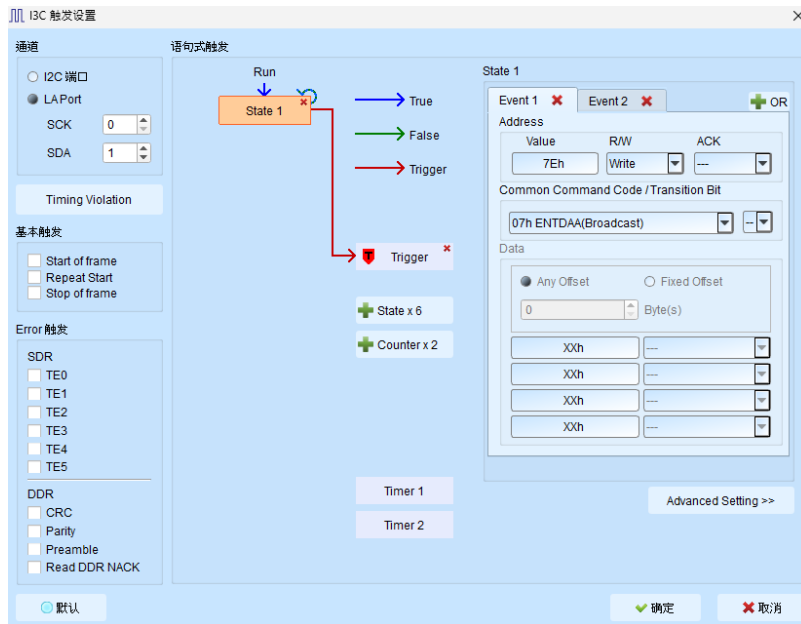 I3C 触发设置
通道
I2C 端口
LA Port
SCK 0
SDA 1
Timing Violation
基本触发
Start of frame
Repeat Start
Stop of frame
Error 触发
SDR
TE0
TE1
TE2
TE3
TE4
TE5
DDR
CRC
Parity
Preamble
Read DDR NACK
默认
语句式触发
Run
State 1
True
False
Trigger
Trigger
State x 6
Counter x 2
Timer 1
Timer 2
State 1
Event 1
Event 2
OR
Address
Value R/W ACK
7Eh Write ---
Common Command Code / Transition Bit
07h ENTDAA(Broadcast) --
Data
Any Offset Fixed Offset
0 Byte(s)
XXh ---
XXh ---
XXh ---
XXh ---
Advanced Setting >>
确定 取消